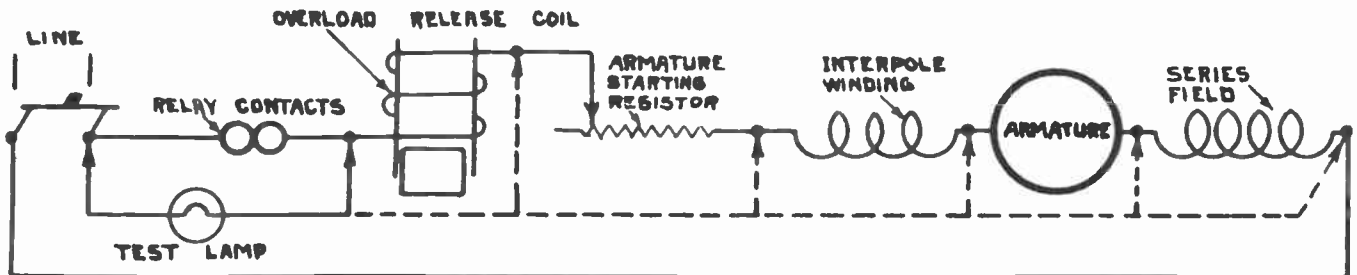 OVERLOAD RELEASE COIL
LINE
RELAY CONTACTS
ARMATURE
STARTING
RESISTOR
INTERPOLE
WINDING
ARMATURE
SERIES
FIELD
TEST LAMP